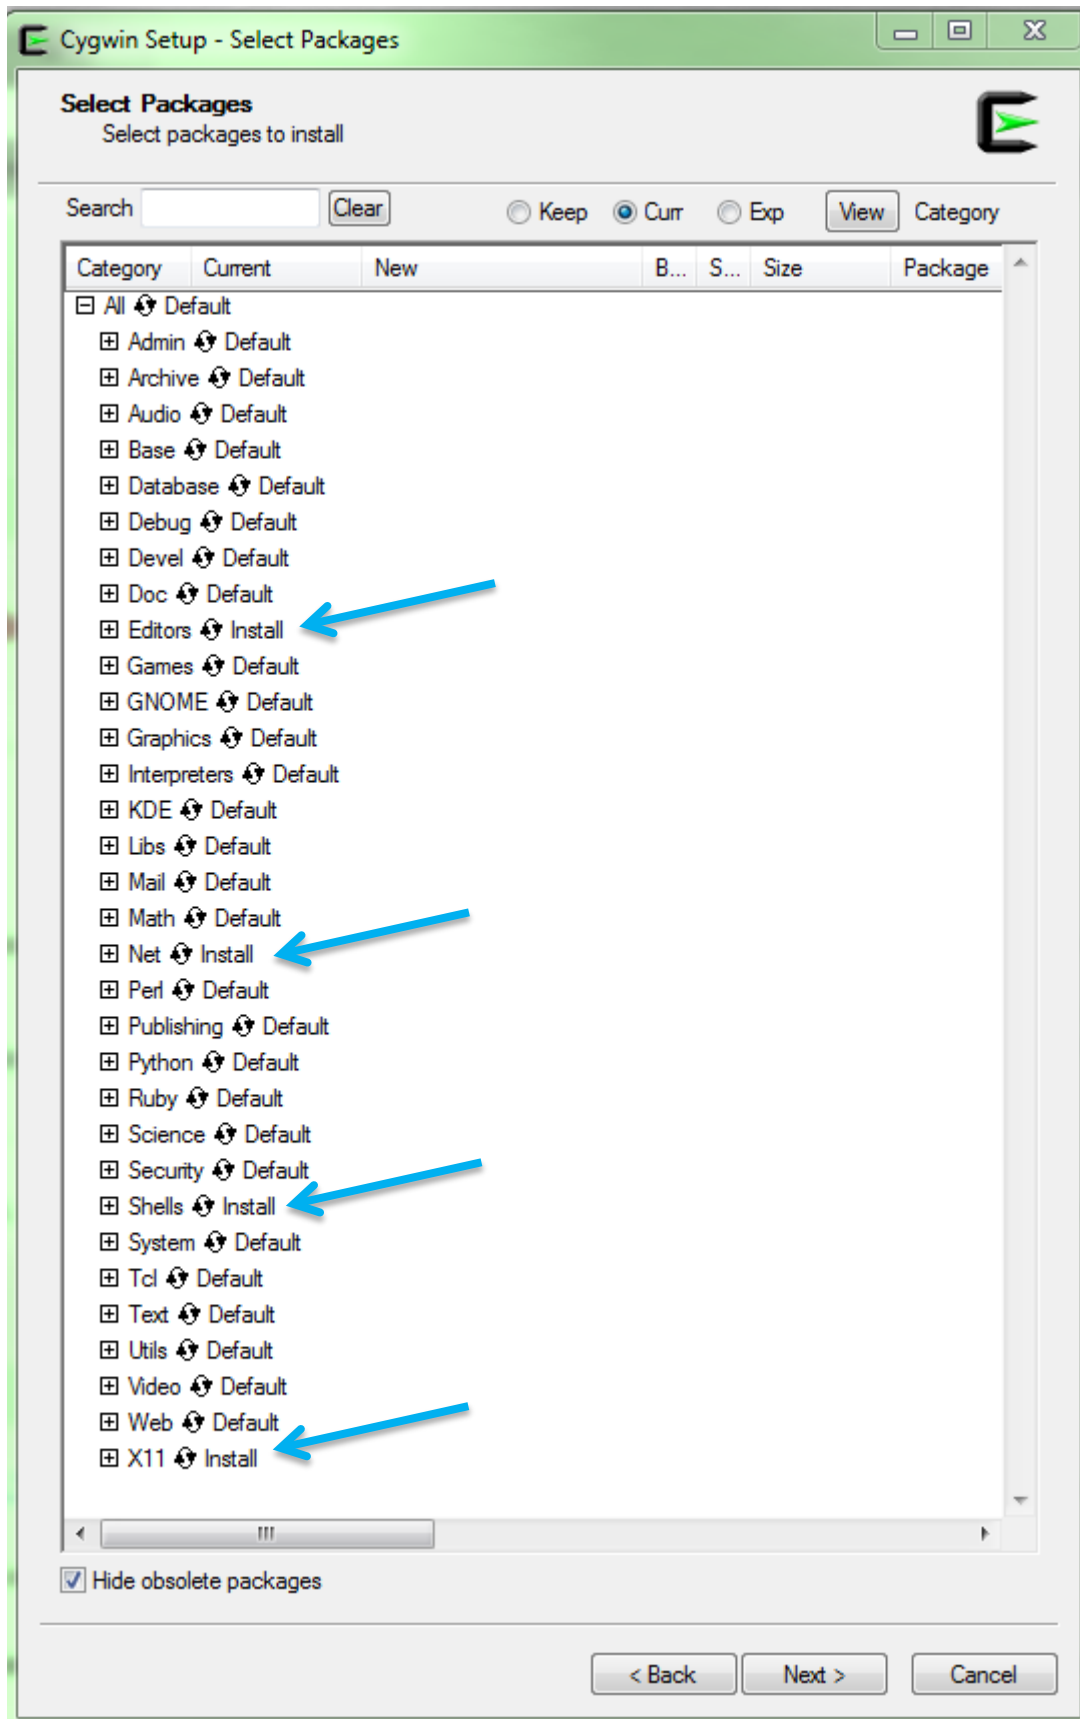 Cygwin Setup - Select Packages
Select Packages
Select packages to install
Search Clear Keep Curr Exp View Category
Category Current New B... S... Size Package
All Default
Admin Default
Archive Default
Audio Default
Base Default
Database Default
Debug Default
Devel Default
Doc Default
Editors Install
Games Default
GNOME Default
Graphics Default
Interpreters Default
KDE Default
Libs Default
Mail Default
Math Default
Net Install
Perl Default
Publishing Default
Python Default
Ruby Default
Science Default
Security Default
Shells Install
System Default
Tcl Default
Text Default
Utils Default
Video Default
Web Default
X11 Install
Hide obsolete packages
< Back Next > Cancel